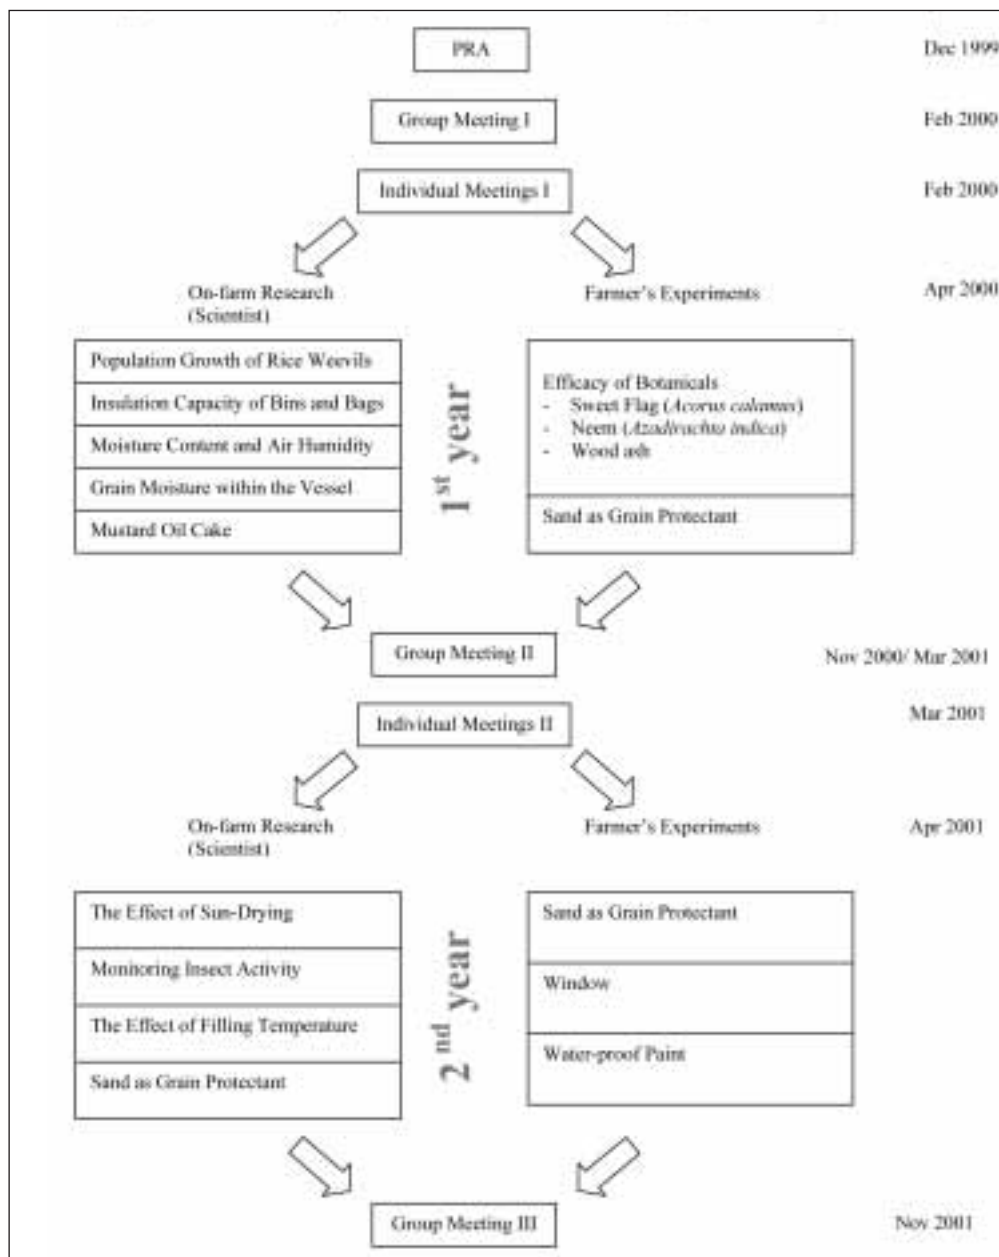 PRA
Dec 1999
Group Meeting I
Feb 2000
Individual Meetings I
Feb 2000
On-farm Research
(Scientist)
Farmer's Experiments
Apr 2000
Population Growth of Rice Weevils
Insulation Capacity of Bins and Bags
Moisture Content and Air Humidity
Grain Moisture within the Vessel
Mustard Oil Cake
1st year
Efficacy of Botanicals
- Sweet Flag (Acorus calamus)
- Neem (Azadirachta indica)
- Wood ash
Sand as Grain Protectant
Group Meeting II
Nov 2000/ Mar 2001
Individual Meetings II
Mar 2001
On-farm Research
(Scientist)
Farmer's Experiments
Apr 2001
The Effect of Sun-Drying
Monitoring Insect Activity
The Effect of Filling Temperature
Sand as Grain Protectant
2nd year
Sand as Grain Protectant
Window
Water-proof Paint
Group Meeting III
Nov 2001